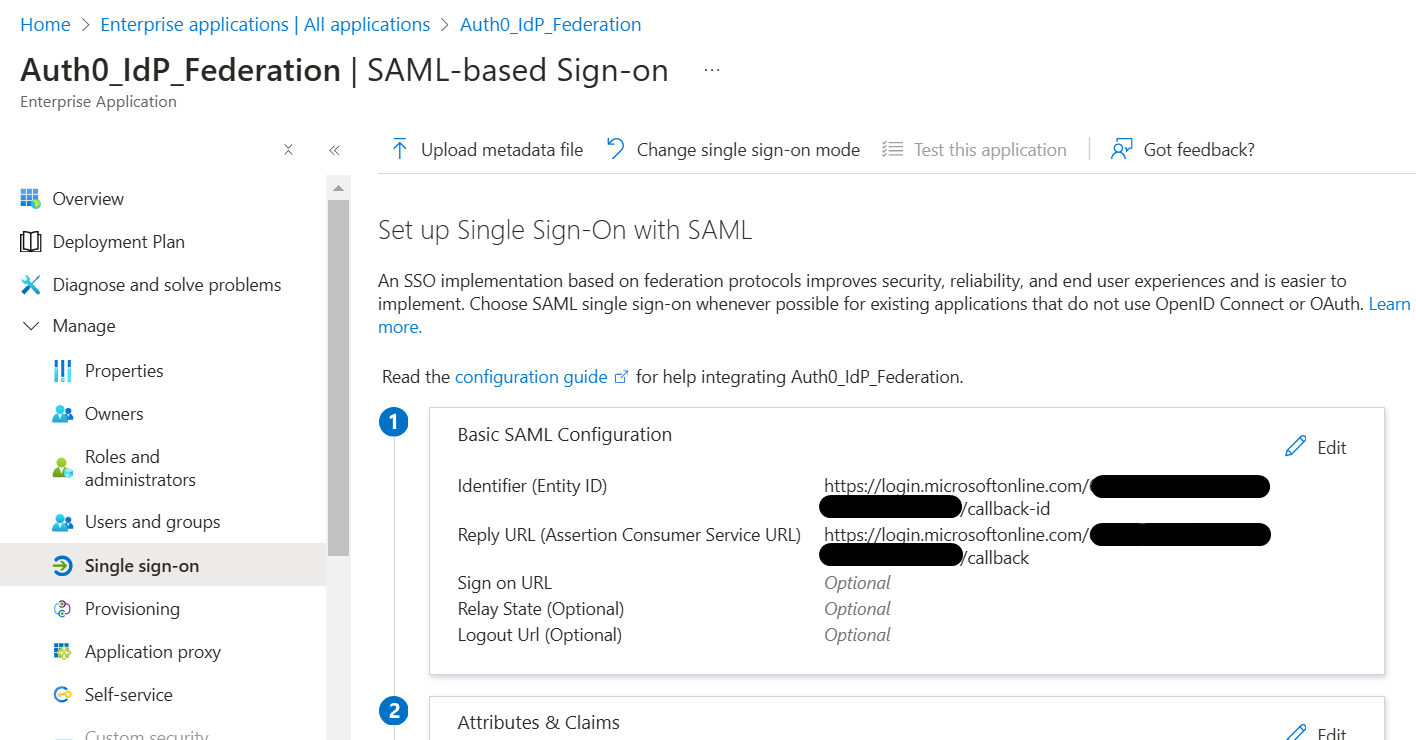 Home > Enterprise applications | All applications > Auth0_IdP_Federation
Auth0_IdP_Federation | SAML-based Sign-on ...
Enterprise Application
Upload metadata file Change single sign-on mode Test this application Got feedback?
Overview
Deployment Plan
Diagnose and solve problems
Manage
Properties
Owners
Roles and
administrators
Users and groups
Single sign-on
Provisioning
Application proxy
Self-service
Custom security
Set up Single Sign-On with SAML
An SSO implementation based on federation protocols improves security, reliability, and end user experiences and is easier to
implement. Choose SAML single sign-on whenever possible for existing applications that do not use OpenID Connect or OAuth. Learn
more.
Read the configuration guide for help integrating Auth0_IdP_Federation.
1
Basic SAML Configuration
Edit
Identifier (Entity ID) https://login.microsoftonline.com/
/callback-id
Reply URL (Assertion Consumer Service URL) https://login.microsoftonline.com/
/callback
Sign on URL Optional
Relay State (Optional) Optional
Logout Url (Optional) Optional
2
Attributes & Claims
Edit